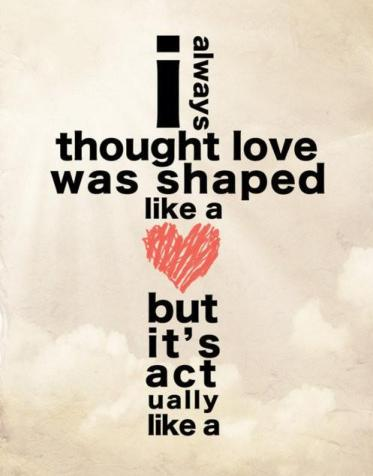 i always
thought love
was shaped
like a
but
it's
act
ually
like a